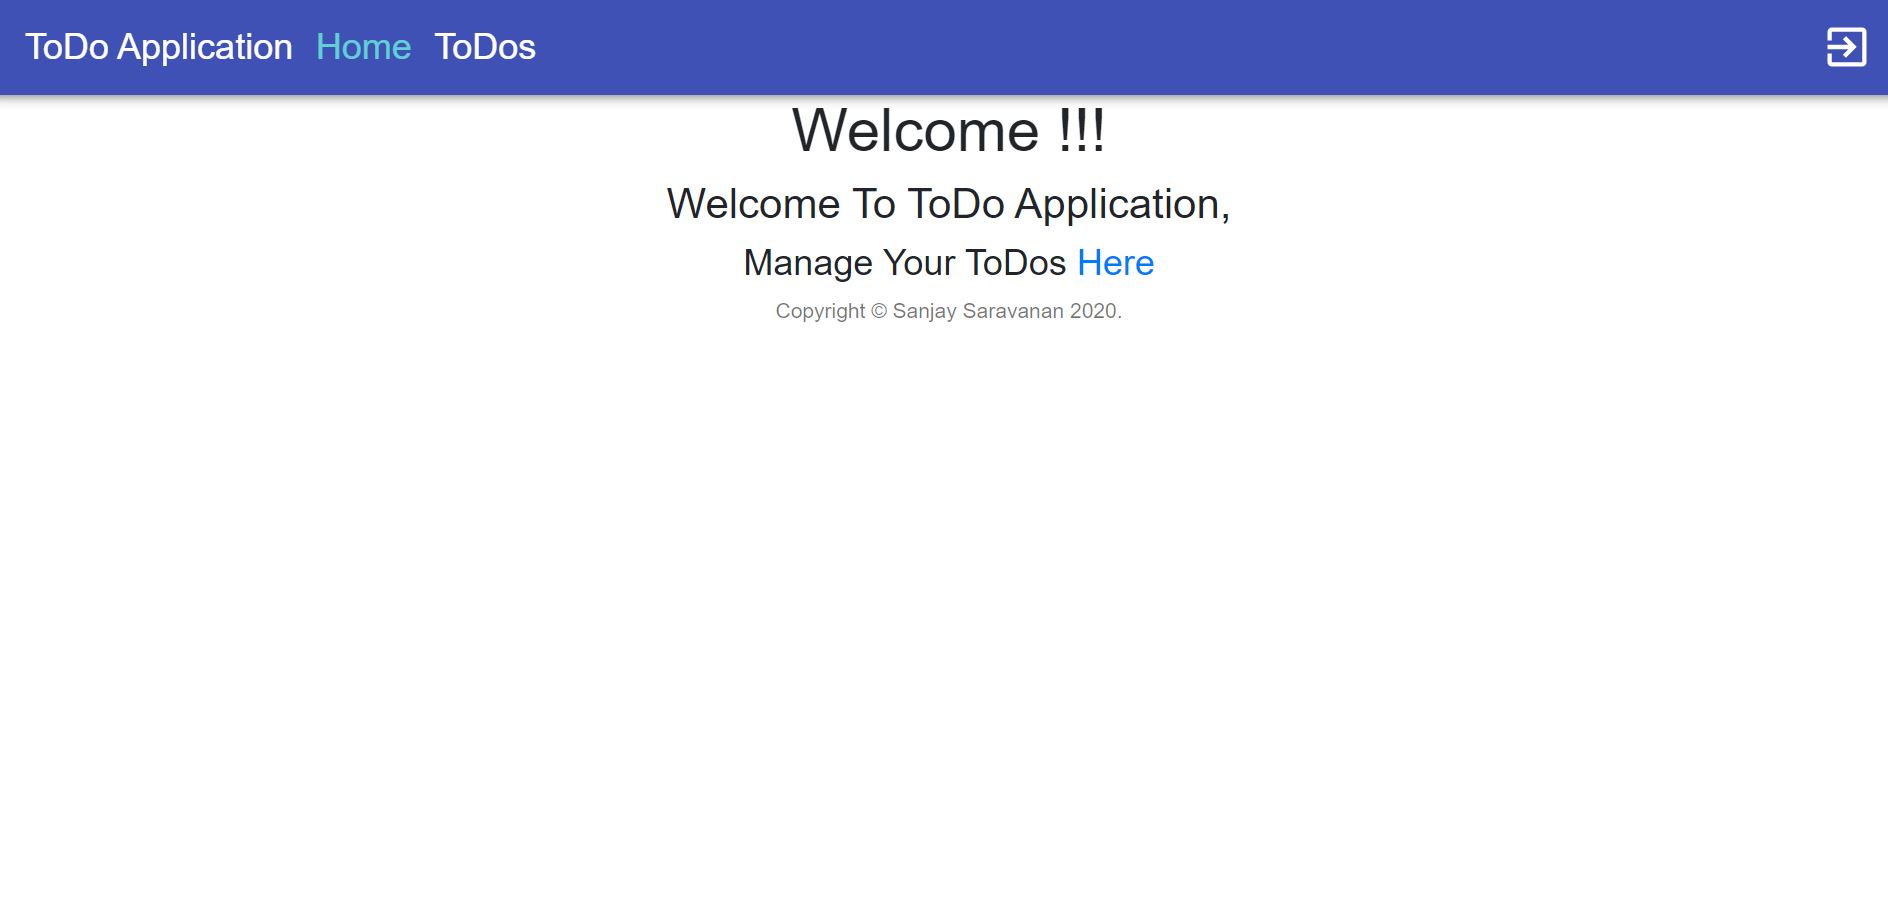 ToDo Application Home ToDos
Welcome !!!
Welcome To ToDo Application,
Manage Your ToDos Here
Copyright © Sanjay Saravanan 2020.